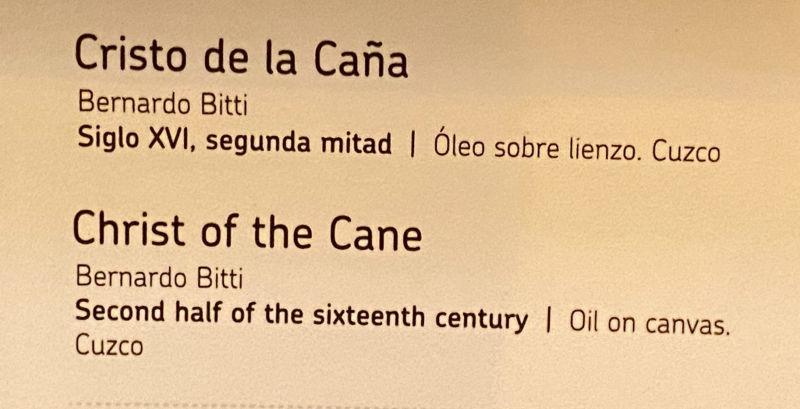 Cristo de la Caña
Bernardo Bitti
Siglo XVI, segunda mitad | Óleo sobre lienzo. Cuzco
Christ of the Cane
Bernardo Bitti
Second half of the sixteenth century | Oil on canvas.
Cuzco